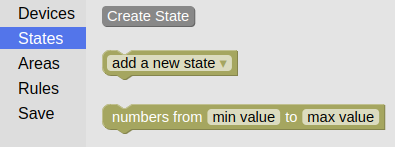 Devices
States
Areas
Rules
Save
Create State
add a new state
numbers from min value to max value